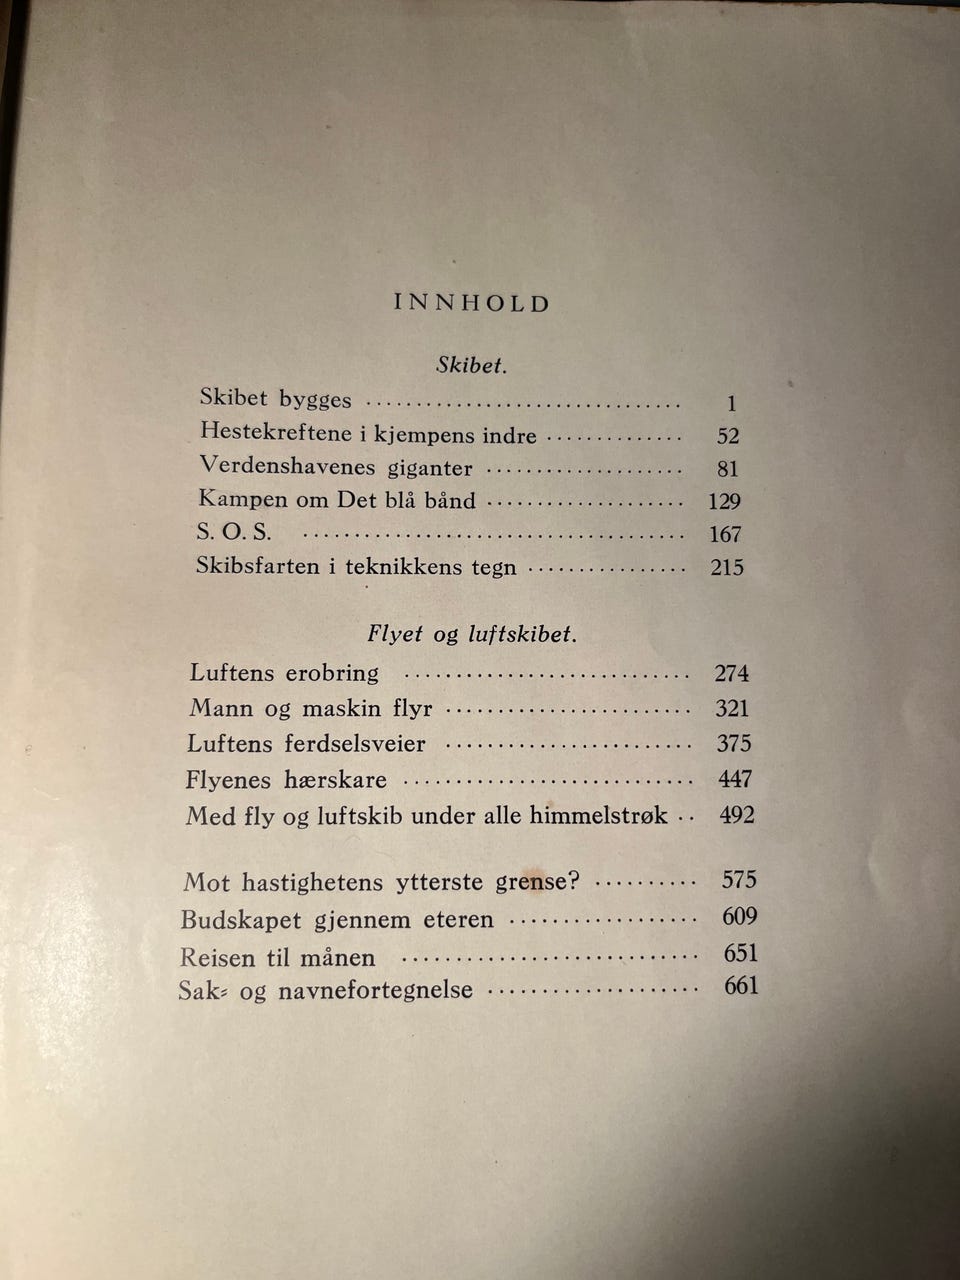 INNHOLD
Skibet.
Skibet bygges ................................ 1
Hestekreftene i kjempens indre .............. 52
Verdenshavenes giganter .................... 81
Kampen om Det blå bånd .................... 129
S. O. S. ...................................... 167
Skibsfarten i teknikkens tegn ................ 215
Flyet og luftskibet.
Luftens erobring ............................ 274
Mann og maskin flyr ........................ 321
Luftens ferdselsveier ........................ 375
Flyenes hærskare ............................ 447
Med fly og luftskib under alle himmelstrøk .. 492
Mot hastighetens ytterste grense? .......... 575
Budskapet gjennem eteren .................. 609
Reisen til månen ............................ 651
Sak- og navnefortegnelse .................... 661